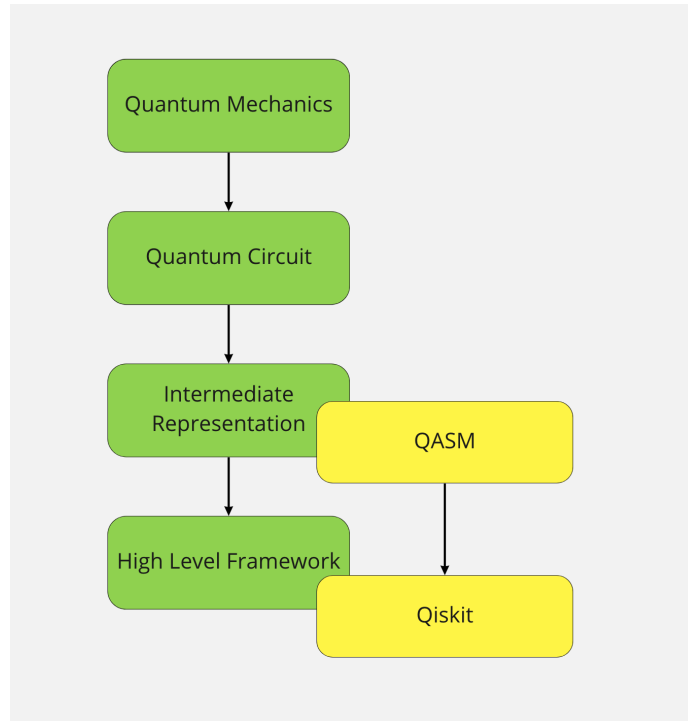 Quantum Mechanics
Quantum Circuit
Intermediate
Representation
QASM
High Level Framework
Qiskit